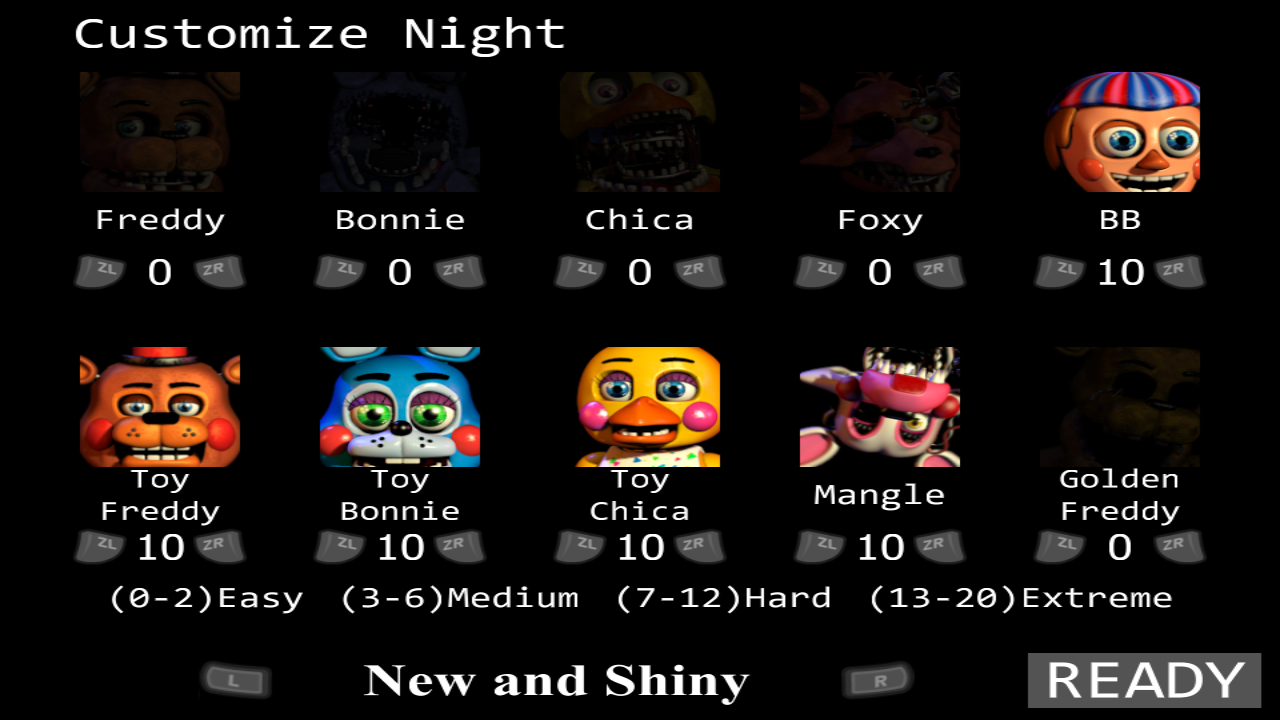 Customize Night
Freddy Bonnie Chica Foxy BB
ZL 0 ZR ZL 0 ZR ZL 0 ZR ZL 0 ZR ZL 10 ZR
Toy Toy Toy Golden
Freddy Bonnie Chica Mangle Freddy
ZL 10 ZR ZL 10 ZR ZL 10 ZR ZL 10 ZR ZL 0 ZR
(0-2)Easy (3-6)Medium (7-12)Hard (13-20)Extreme
L New and Shiny R READY